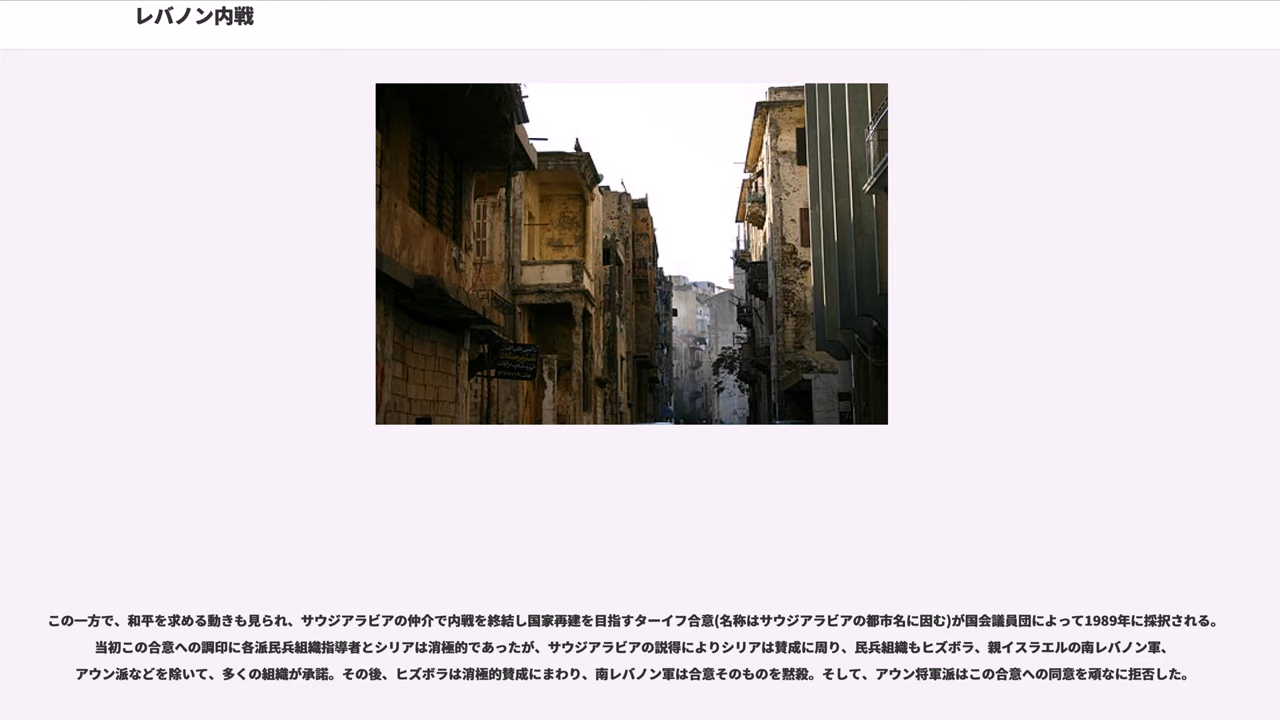 レバノン内戦
この一方で、和平を求める動きも見られ、サウジアラビアの仲介で内戦を終結し国家再建を目指すターイフ合意(名称はサウジアラビアの都市名に因む)が国会議員団によって1989年に採択される。
当初この合意への調印に各派民兵組織指導者とシリアは消極的であったが、サウジアラビアの説得によりシリアは賛成に周り、民兵組織もヒズボラ、親イスラエルの南レバノン軍、
アウン派などを除いて、多くの組織が承諾。その後、ヒズボラは消極的賛成にまわり、南レバノン軍は合意そのものを黙殺。そして、アウン将軍派はこの合意への同意を頑なに拒否した。